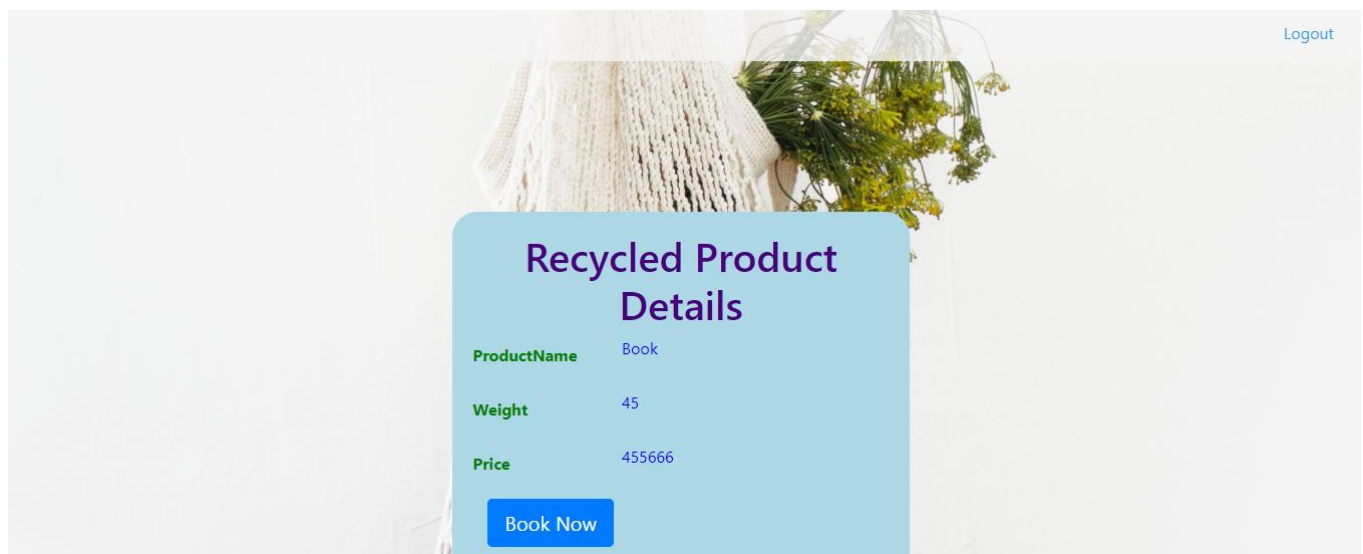 Logout
Recycled Product
Details
ProductName Book
Weight 45
Price 455666
Book Now